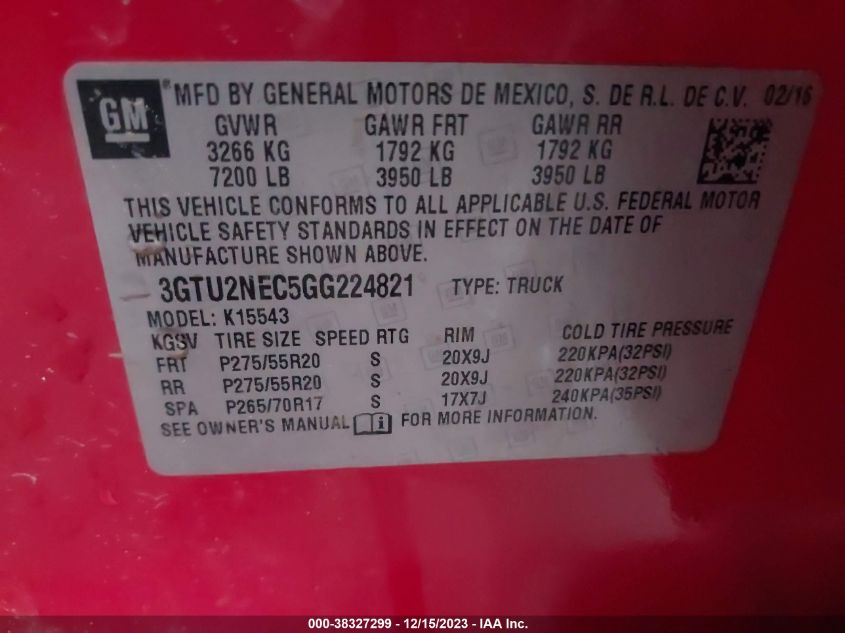 GM ® MFD BY GENERAL MOTORS DE MEXICO, S. DE R.L. DE C.V. 02/16
GVWR GAWR FRT GAWR RR
3266 KG 1792 KG 1792 KG
7200 LB 3950 LB 3950 LB
THIS VEHICLE CONFORMS TO ALL APPLICABLE U.S. FEDERAL MOTOR
VEHICLE SAFETY STANDARDS IN EFFECT ON THE DATE OF
MANUFACTURE SHOWN ABOVE.
3GTU2NEC5GG224821 TYPE: TRUCK
MODEL: K15543
KGSV TIRE SIZE SPEED RTG RIM COLD TIRE PRESSURE
FRT P275/55R20 S 20X9J 220KPA(32PSI)
RR P275/55R20 S 20X9J 220KPA(32PSI)
SPA P265/70R17 S 17X7J 240KPA(35PSI)
SEE OWNER'S MANUAL i FOR MORE INFORMATION.
000-38327299 - 12/15/2023 - IAA Inc.